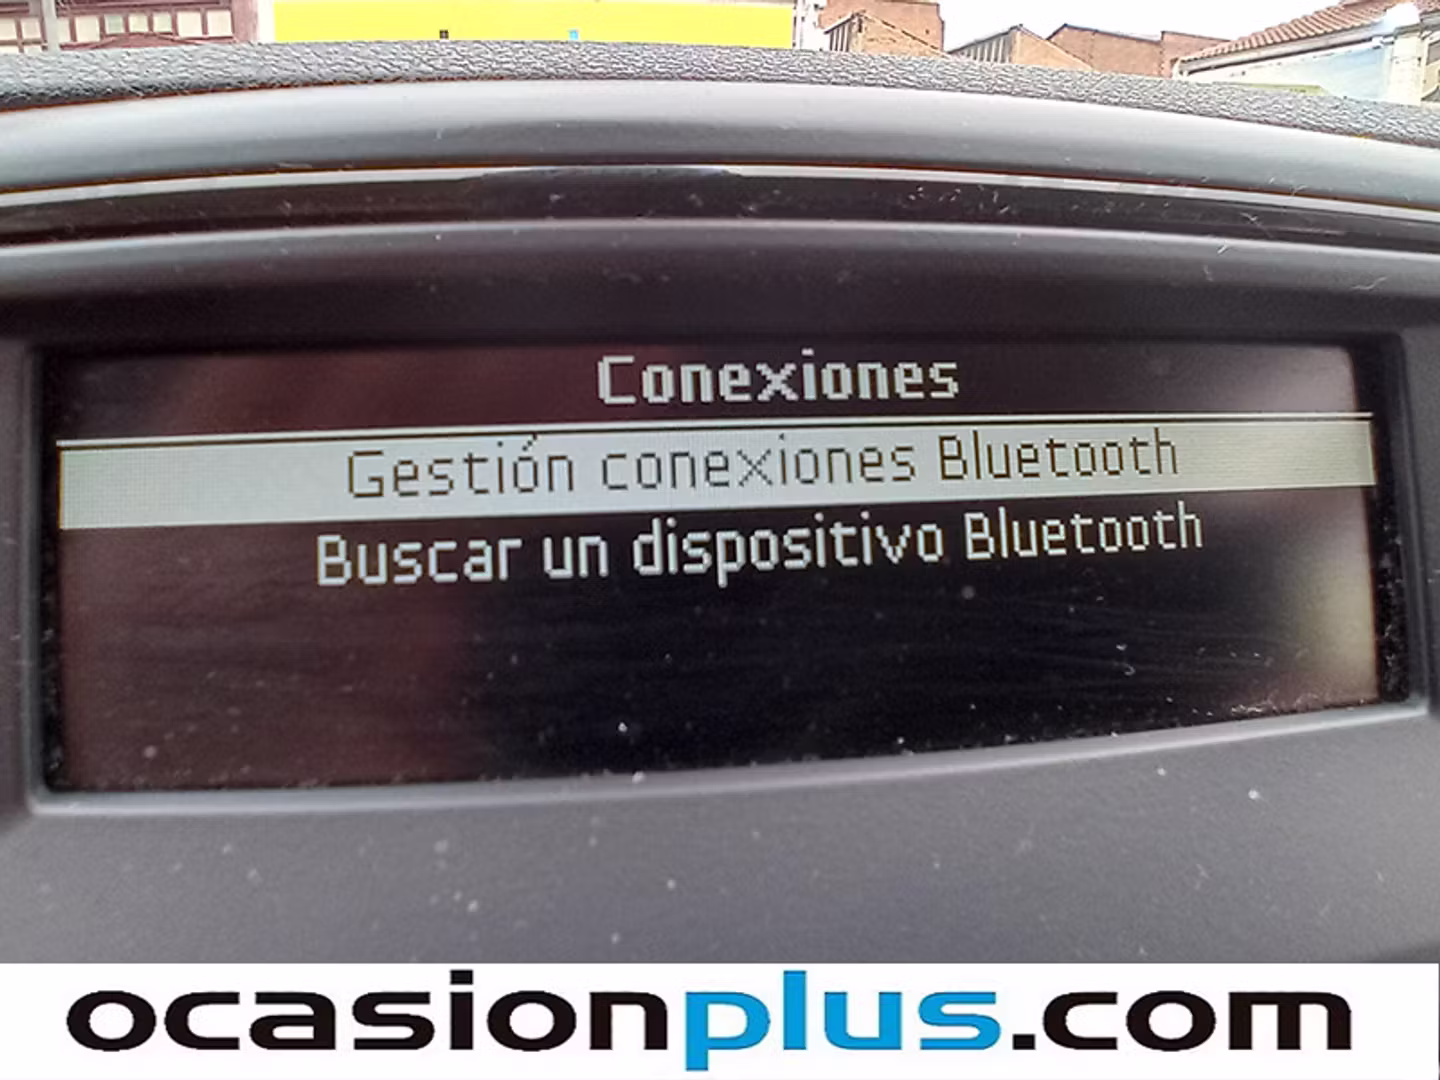 Conexiones
Gestión conexiones Bluetooth
Buscar un dispositivo Bluetooth
ocasionplus.com